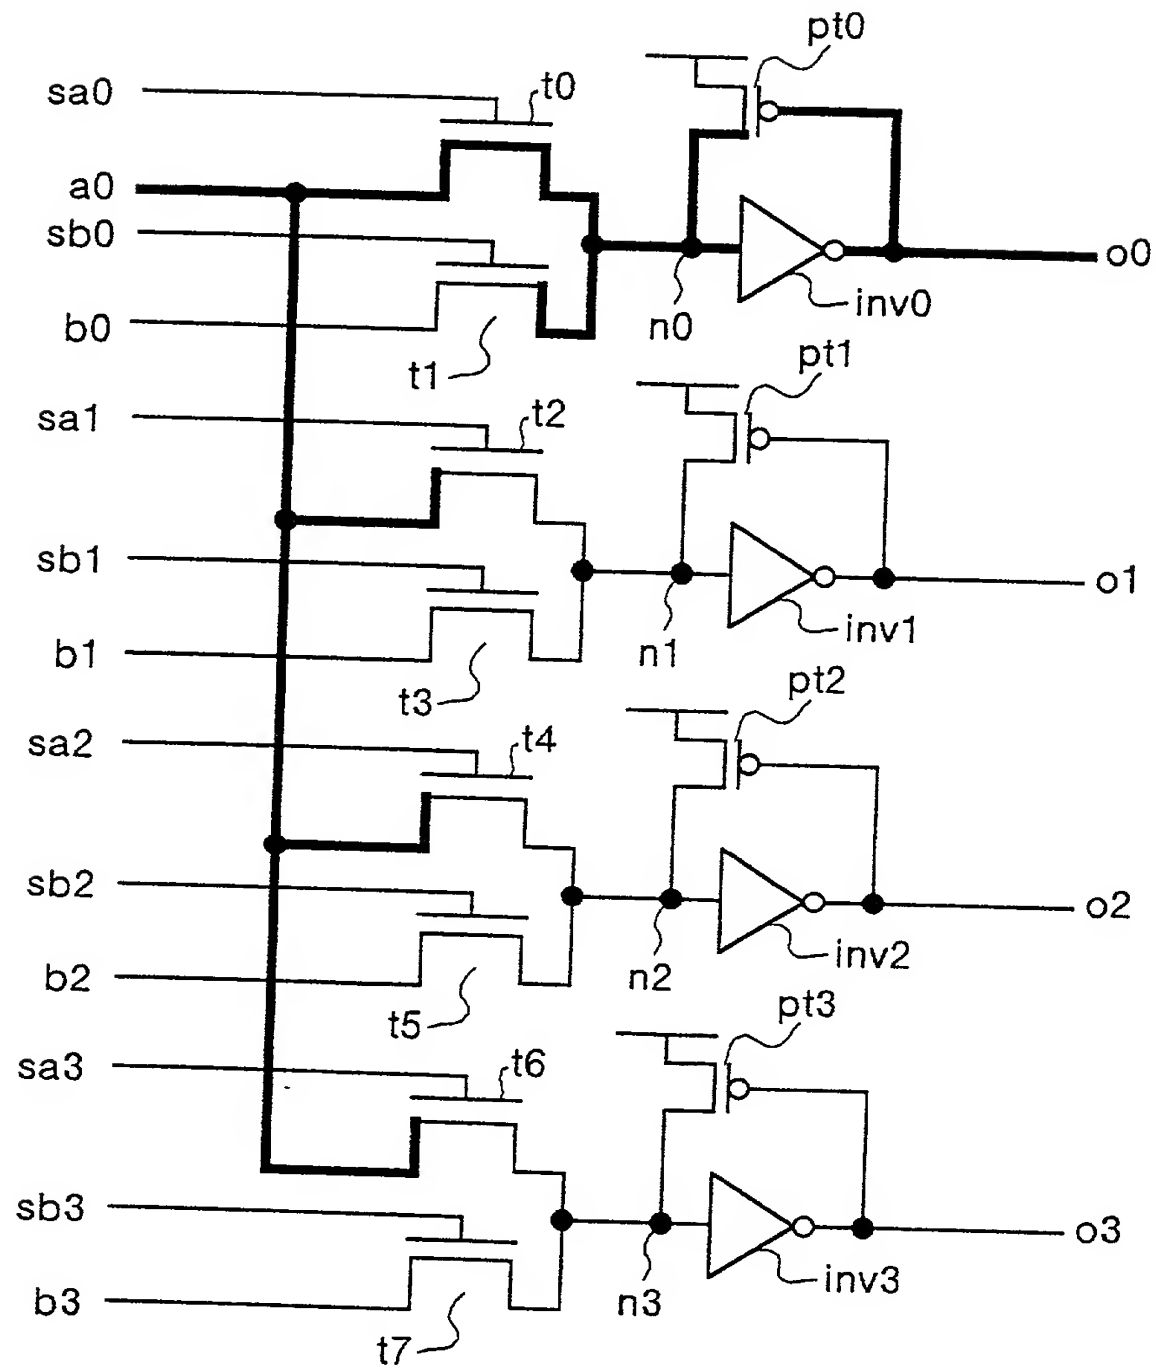 pt0
sa0
t0
a0
sb0
o0
inv0
b0
n0
t1
pt1
sa1
t2
sb1
o1
inv1
b1
n1
t3
pt2
sa2
t4
sb2
o2
inv2
b2
n2
t5
pt3
sa3
t6
sb3
o3
inv3
b3
n3
t7